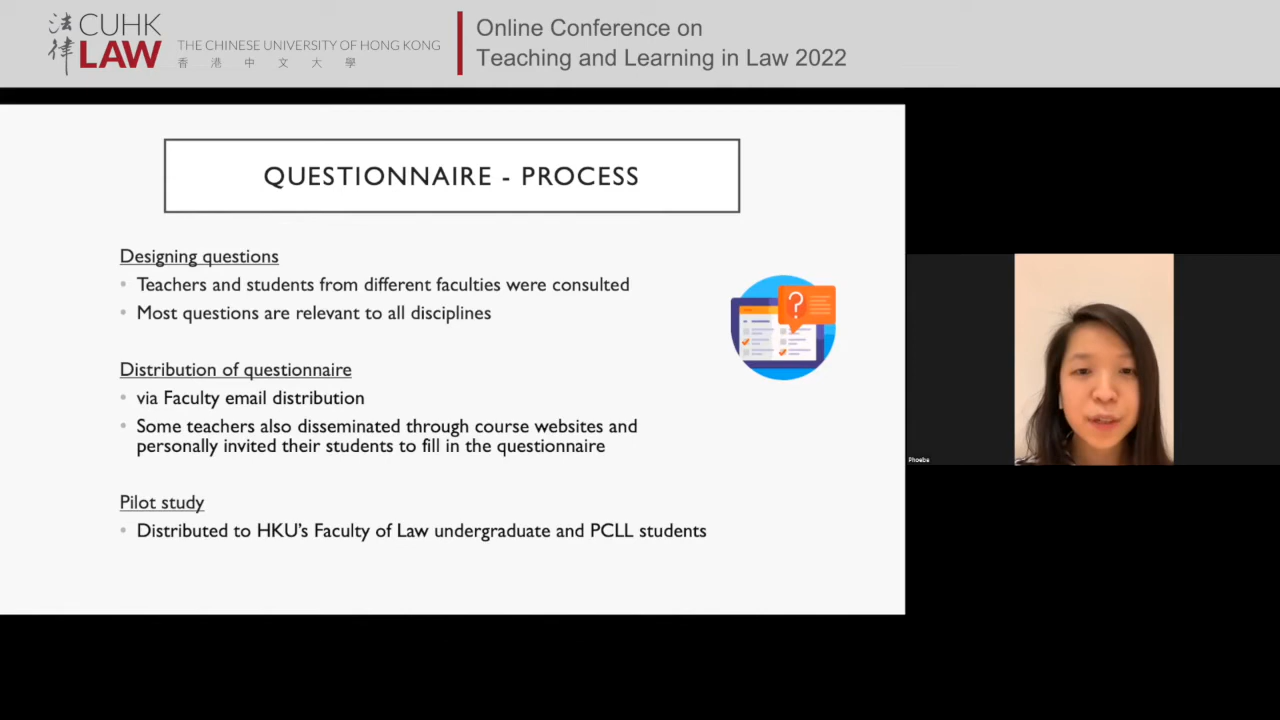 法律
CUHK
LAW
THE CHINESE UNIVERSITY OF HONG KONG
香港中文大學
Online Conference on
Teaching and Learning in Law 2022
QUESTIONNAIRE - PROCESS
Designing questions
• Teachers and students from different faculties were consulted
• Most questions are relevant to all disciplines
Distribution of questionnaire
• via Faculty email distribution
• Some teachers also disseminated through course websites and
personally invited their students to fill in the questionnaire
Pilot study
• Distributed to HKU's Faculty of Law undergraduate and PCLL students
?
Phoebe